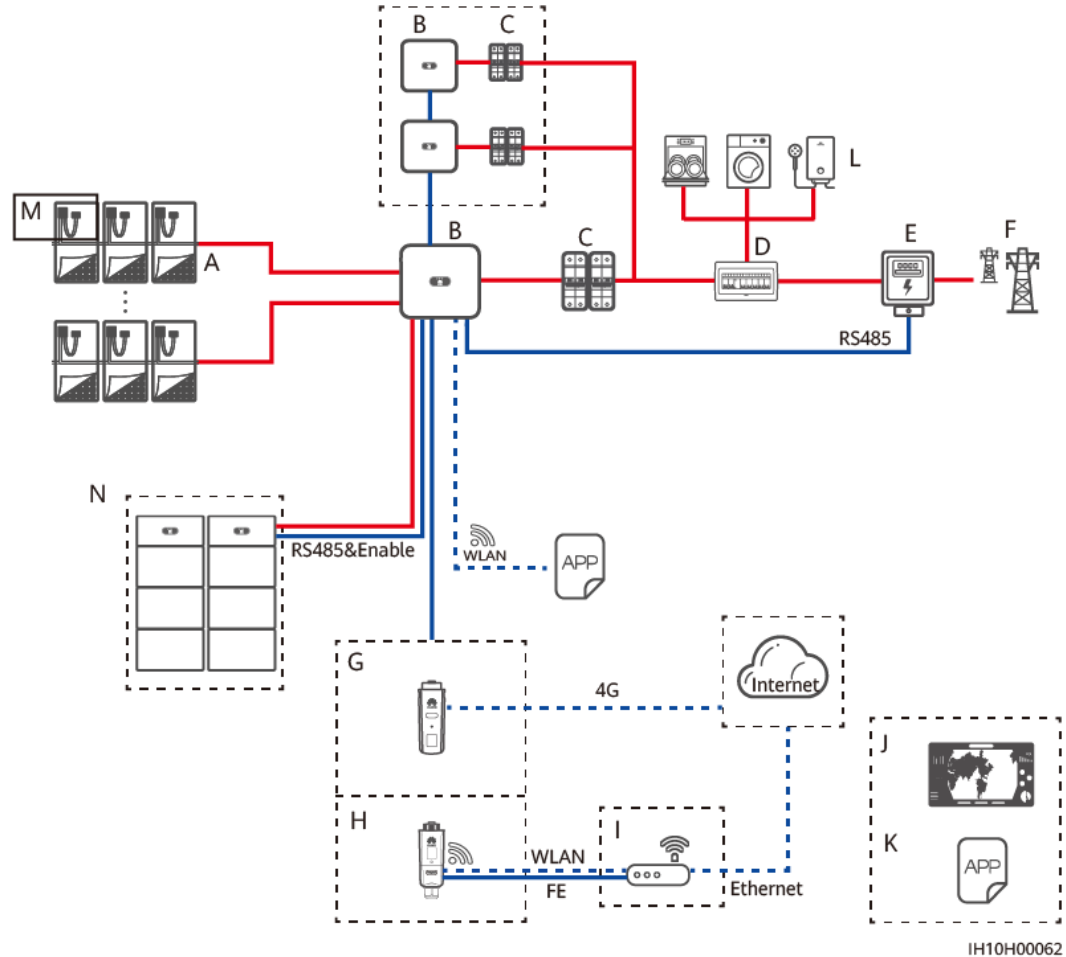 B
C
L
M
A
B
C
D
E
F
RS485
N
RS485&Enable
WLAN
APP
G
4G
Internet
J
H
WLAN
FE
I
Ethernet
K
APP
IH10H00062